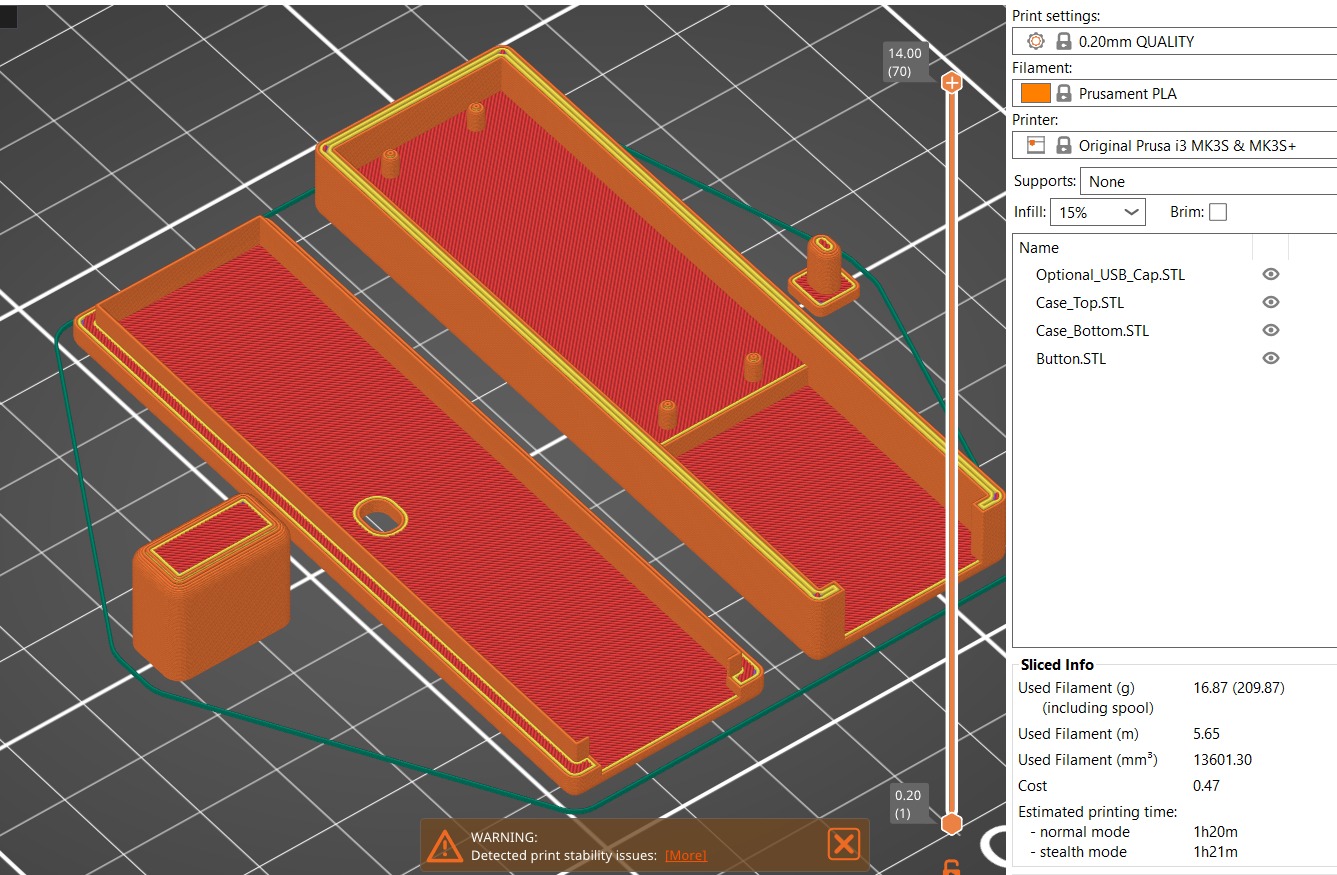 14.00
(70)
0.20
(1)
WARNING:
Detected print stability issues: [More]
Print settings:
0.20mm QUALITY
Filament:
Prusament PLA
Printer:
Original Prusa i3 MK3S & MK3S+
Supports: None
Infill: 15% Brim:
Name
Optional_USB_Cap.STL
Case_Top.STL
Case_Bottom.STL
Button.STL
Sliced Info
Used Filament (g) 16.87 (209.87)
(including spool)
Used Filament (m) 5.65
Used Filament (mm³) 13601.30
Cost 0.47
Estimated printing time:
- normal mode 1h20m
- stealth mode 1h21m